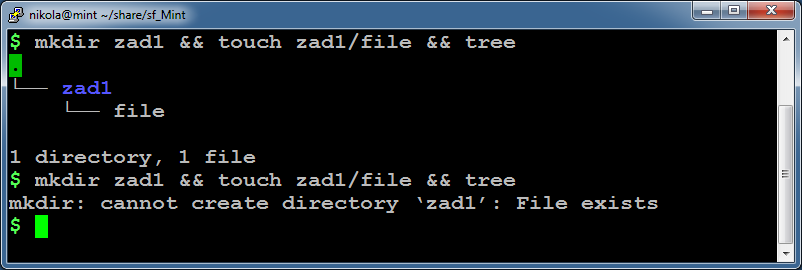 nikola@mint ~/share/sf_Mint
$ mkdir zad1 && touch zad1/file && tree
.
└── zad1
    └── file
1 directory, 1 file
$ mkdir zad1 && touch zad1/file && tree
mkdir: cannot create directory ‘zad1’: File exists
$